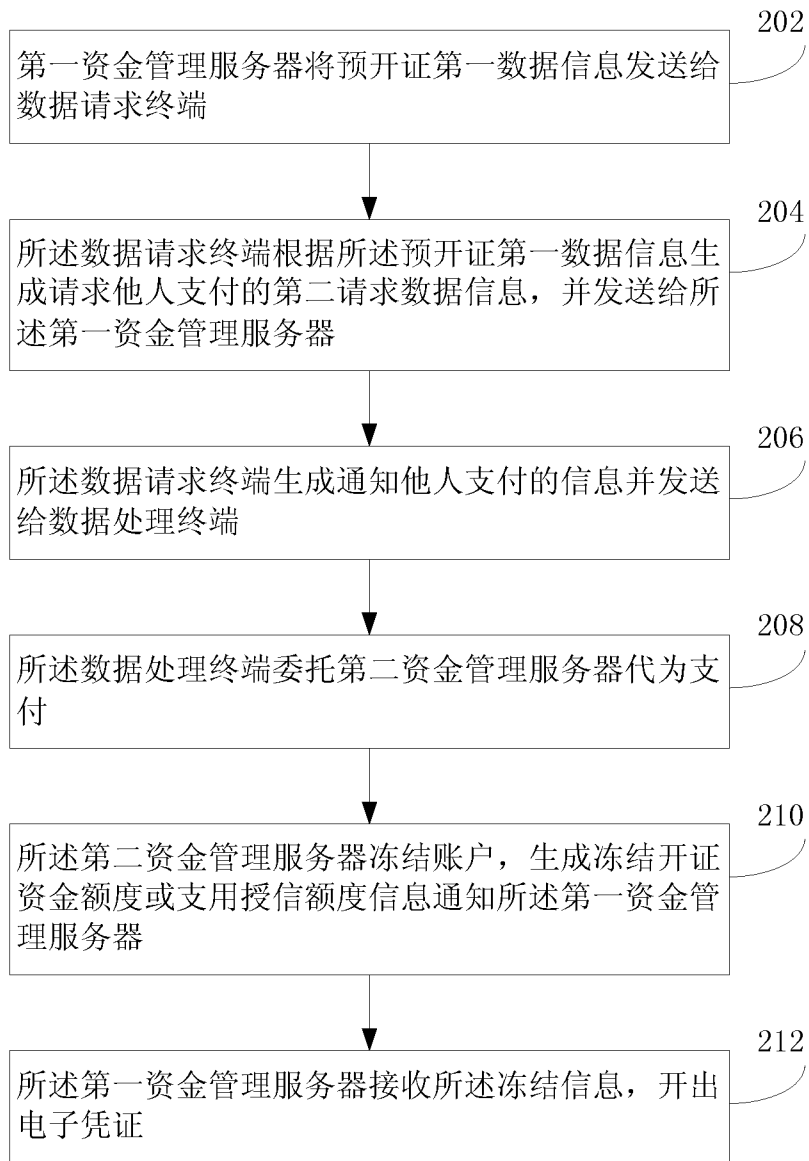 202
第一资金管理服务器将预开证第一数据信息发送给
数据请求终端
204
所述数据请求终端根据所述预开证第一数据信息生
成请求他人支付的第二请求数据信息，并发送给所
述第一资金管理服务器
206
所述数据请求终端生成通知他人支付的信息并发送
给数据处理终端
208
所述数据处理终端委托第二资金管理服务器代为支
付
210
所述第二资金管理服务器冻结账户，生成冻结开证
资金额度或支用授信额度信息通知所述第一资金管
理服务器
212
所述第一资金管理服务器接收所述冻结信息，开出
电子凭证